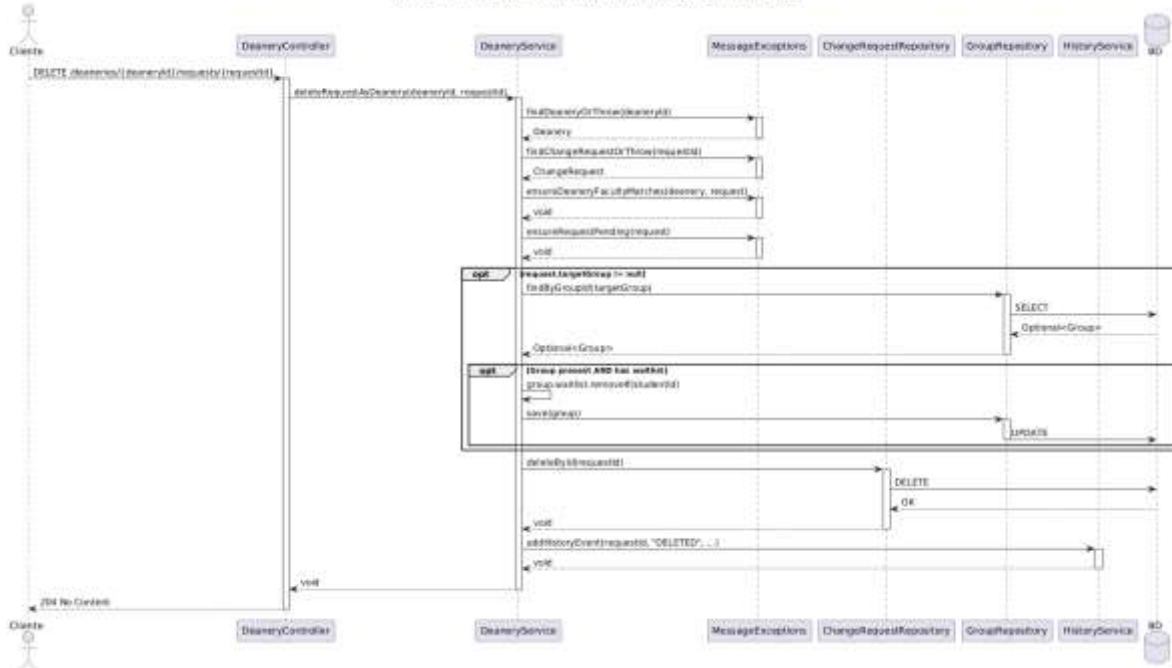 Cliente
DeaneryController
DeaneryService
MessageExceptions
ChangeRequestRepository
GroupRepository
HistoryService
BD
DELETE /deaneries/{deaneryId}/requests/{requestId}
deleteRequestAsDeanery(deaneryId, requestId)
findDeaneryOrThrow(deaneryId)
Deanery
findChangeRequestOrThrow(requestId)
ChangeRequest
ensureDeaneryFacultyMatches(deanery, request)
void
ensureRequestPending(request)
void
opt [request.targetGroup != null]
findByGroupId(targetGroup)
SELECT
Optional<Group>
Optional<Group>
opt [Group present AND has waitlist]
group.waitlist.removeIf(studentId)
save(group)
UPDATE
deleteById(requestId)
DELETE
OK
void
addHistoryEvent(requestId, "DELETED", ...)
void
void
204 No Content
Cliente
DeaneryController
DeaneryService
MessageExceptions
ChangeRequestRepository
GroupRepository
HistoryService
BD